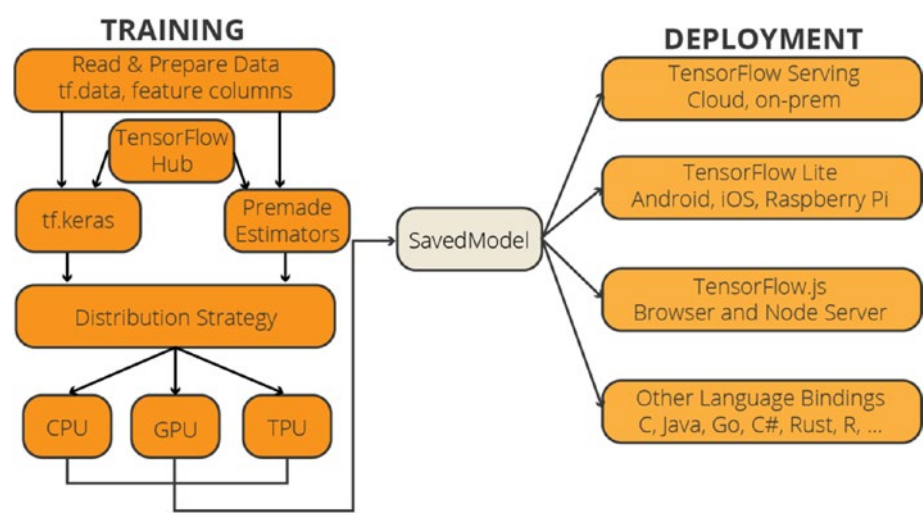 TRAINING
Read & Prepare Data
tf.data, feature columns
TensorFlow
Hub
tf.keras
Premade
Estimators
Distribution Strategy
CPU
GPU
TPU
SavedModel
DEPLOYMENT
TensorFlow Serving
Cloud, on-prem
TensorFlow Lite
Android, iOS, Raspberry Pi
TensorFlow.js
Browser and Node Server
Other Language Bindings
C, Java, Go, C#, Rust, R, ...